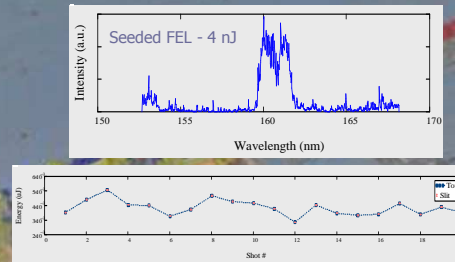 Seeded FEL - 4 nJ
Intensity (a.u.)
150 155 160 165 170
Wavelength (nm)
Energy (uJ)
0 2 4 6 8 10 12 14 16 18
Shot #
Slit